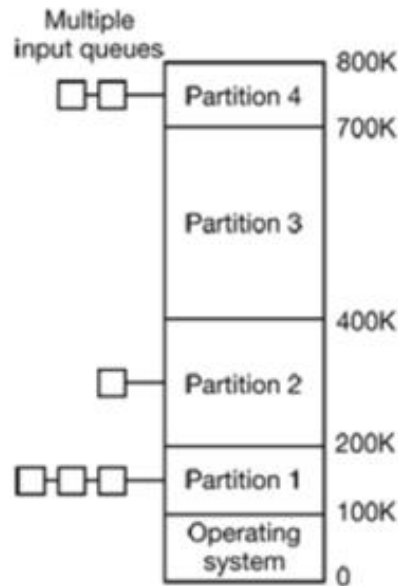 Multiple
input queues
800K
Partition 4
700K
Partition 3
400K
Partition 2
200K
Partition 1
100K
Operating
system
0